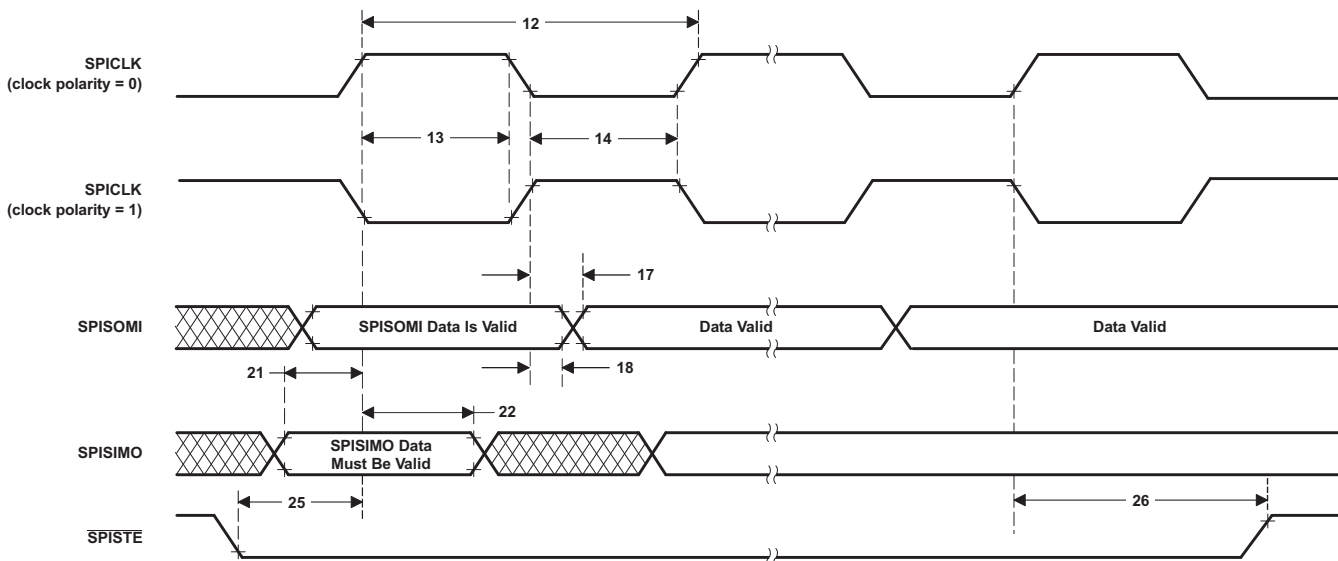 12
SPICLK
(clock polarity = 0)
13
14
SPICLK
(clock polarity = 1)
17
SPISOMI
SPISOMI Data Is Valid
Data Valid
Data Valid
18
21
22
SPISIMO
SPISIMO Data
Must Be Valid
25
26
SPISTE